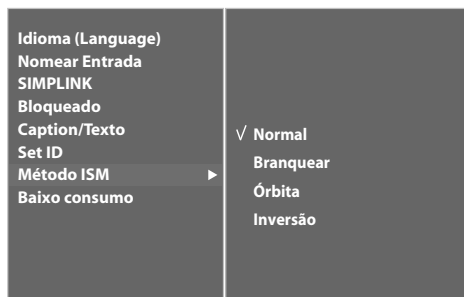 Idioma (Language)
Nomear Entrada
SIMPLINK
Bloqueado
Caption/Texto
Set ID
Método ISM
Baixo consumo
√ Normal
Branquear
Órbita
Inversão